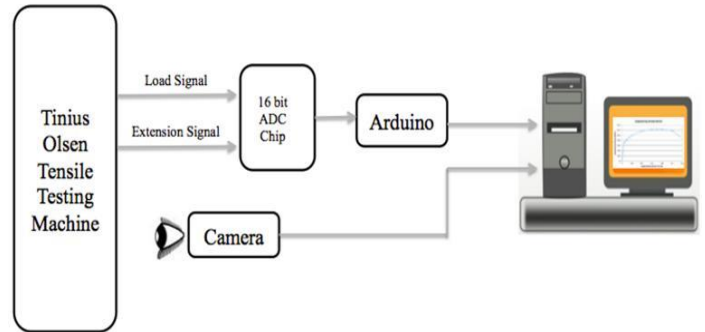 Tinius
Olsen
Tensile
Testing
Machine
Load Signal
Extension Signal
16 bit
ADC
Chip
Arduino
Camera